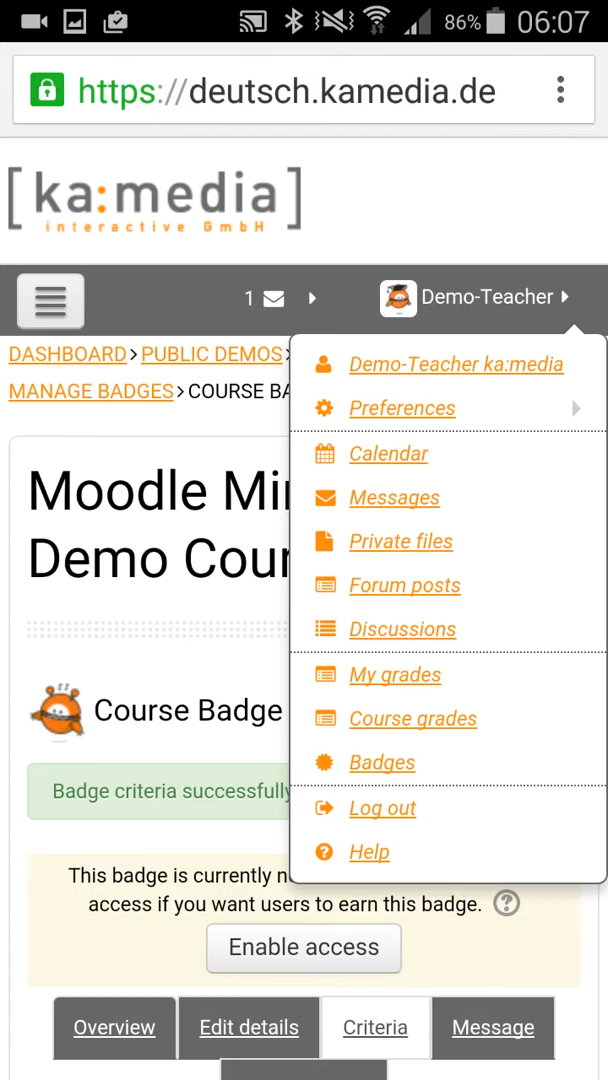 86% 06:07
https://deutsch.kamedia.de
[ka:media]
interactive GmbH
1 Demo-Teacher
DASHBOARD > PUBLIC DEMOS >
MANAGE BADGES > COURSE BA
Demo-Teacher ka:media
Preferences
Calendar
Messages
Private files
Forum posts
Discussions
My grades
Course grades
Badges
Log out
Help
Moodle Mi
Demo Cour
Course Badge
Badge criteria successfully
This badge is currently n
access if you want users to earn this badge. ?
Enable access
Overview Edit details Criteria Message